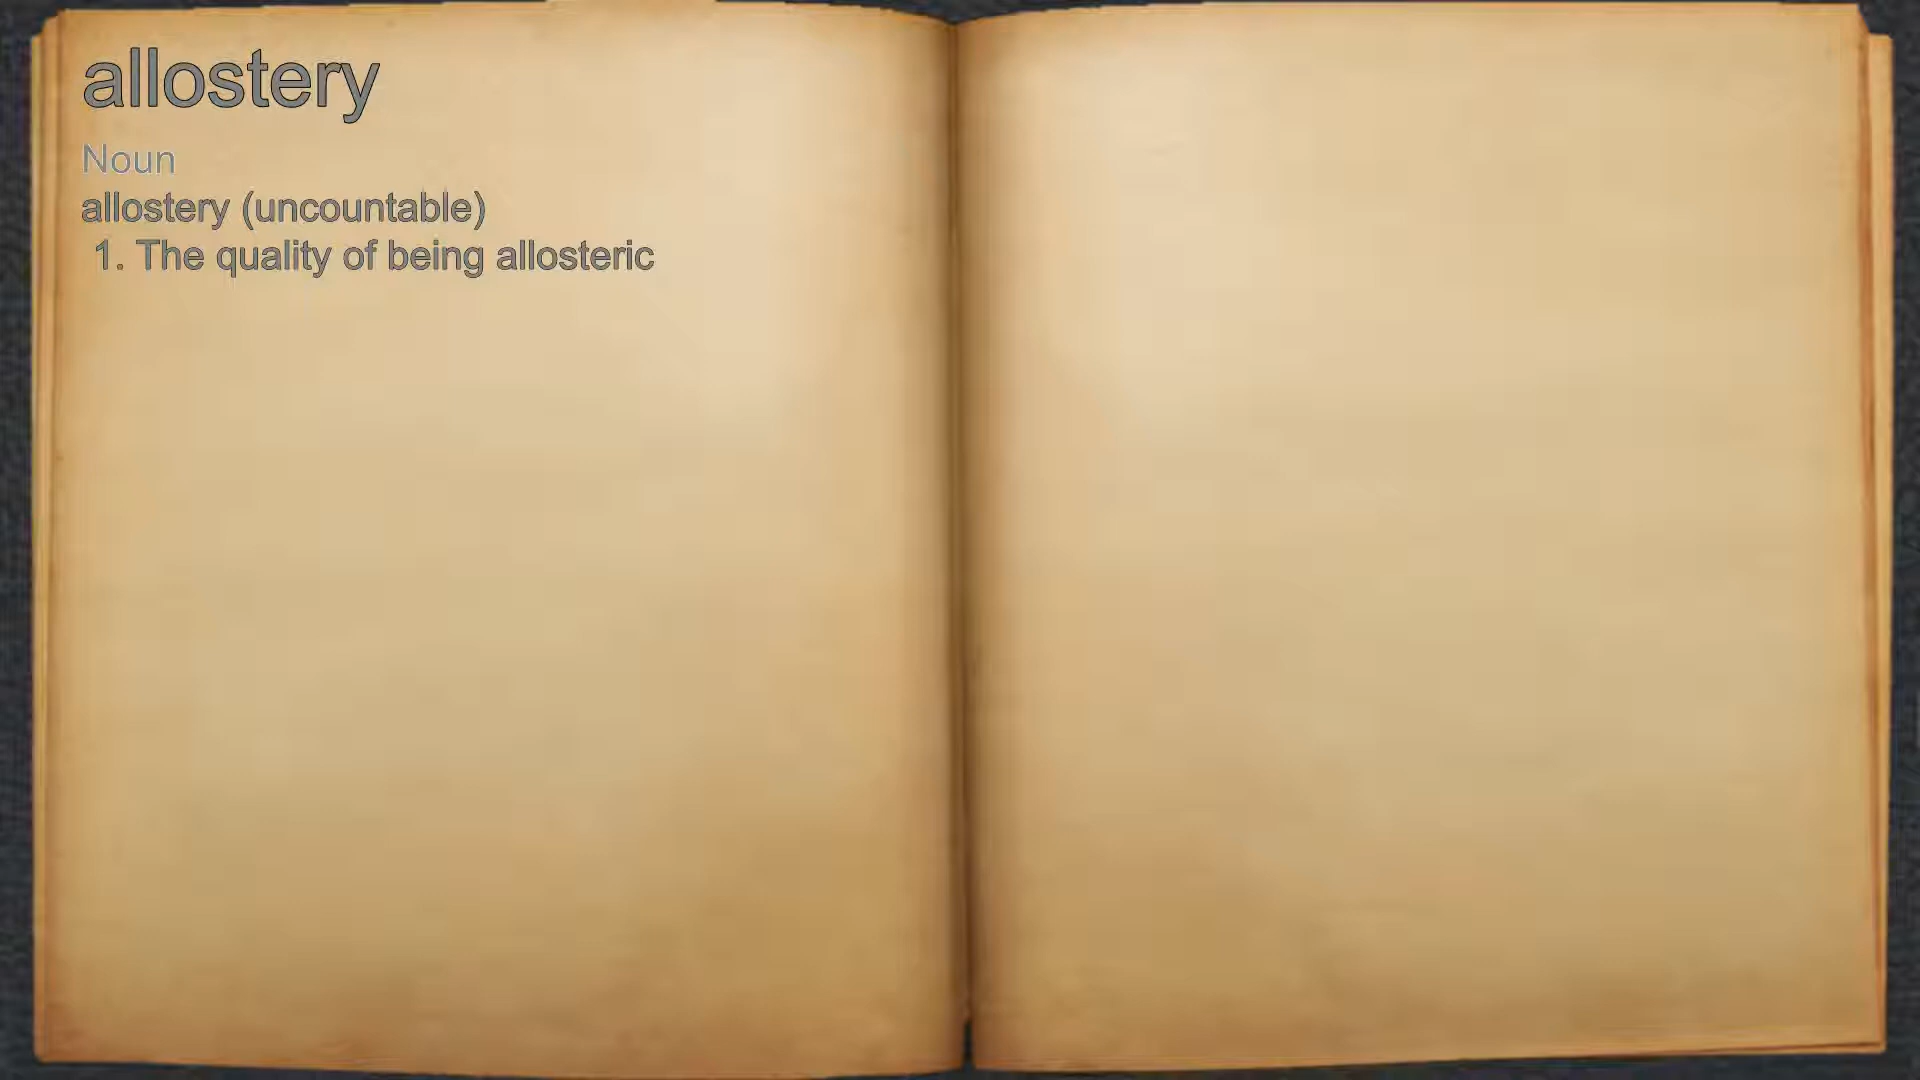 allostery
Noun
allostery (uncountable)
1. The quality of being allosteric